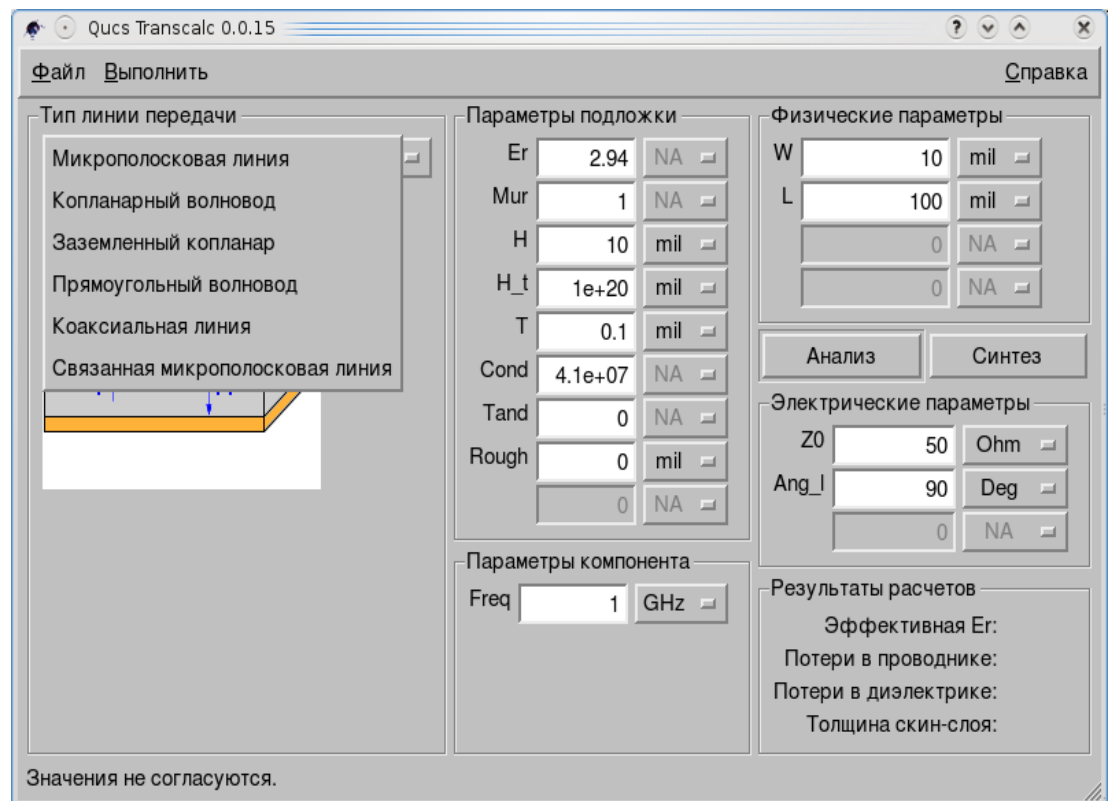 Qucs Transcalc 0.0.15
?
Файл Выполнить Справка
Тип линии передачи
Микрополосковая линия
Копланарный волновод
Заземленный копланар
Прямоугольный волновод
Коаксиальная линия
Связанная микрополосковая линия
Параметры подложки
Er 2.94 NA
Mur 1 NA
H 10 mil
H_t 1e+20 mil
T 0.1 mil
Cond 4.1e+07 NA
Tand 0 NA
Rough 0 mil
0 NA
Параметры компонента
Freq 1 GHz
Физические параметры
W 10 mil
L 100 mil
0 NA
0 NA
Анализ Синтез
Электрические параметры
Z0 50 Ohm
Ang_l 90 Deg
0 NA
Результаты расчетов
Эффективная Er:
Потери в проводнике:
Потери в диэлектрике:
Толщина скин-слоя:
Значения не согласуются.